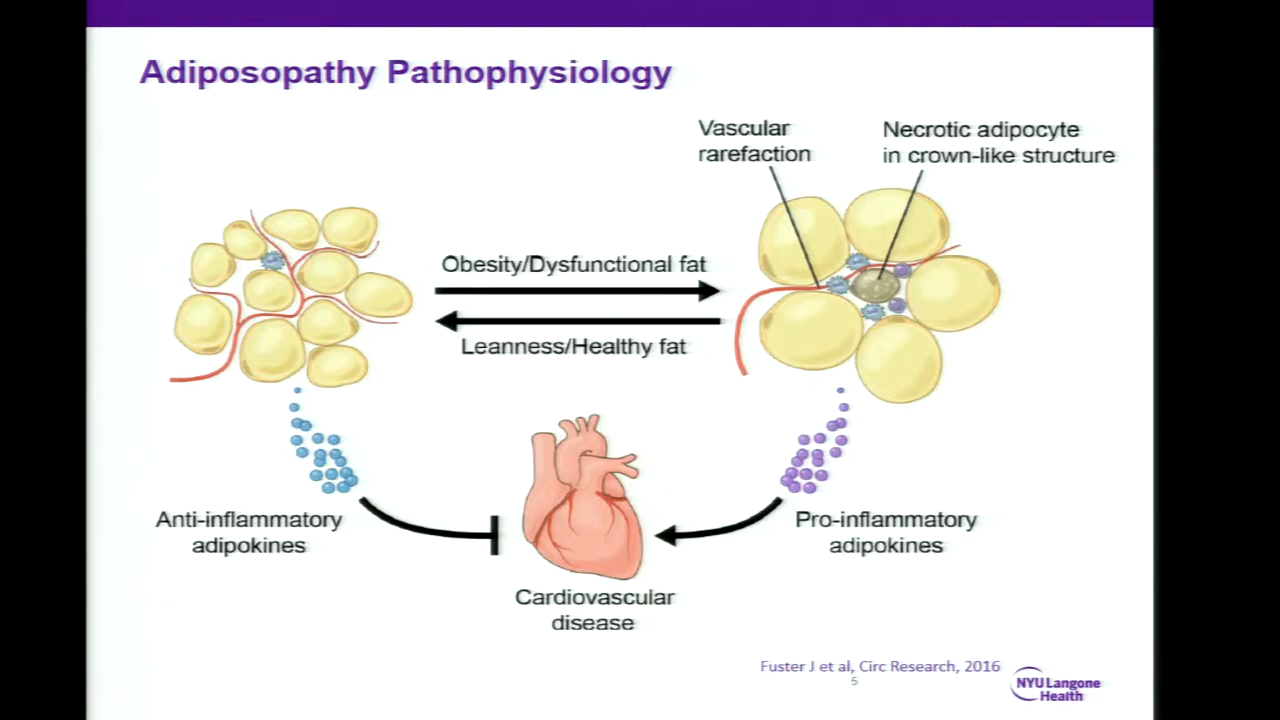 Adiposopathy Pathophysiology
Vascular
rarefaction
Necrotic adipocyte
in crown-like structure
Obesity/Dysfunctional fat
Leanness/Healthy fat
Anti-inflammatory
adipokines
Pro-inflammatory
adipokines
Cardiovascular
disease
Fuster J et al, Circ Research, 2016
5
NYU Langone
Health